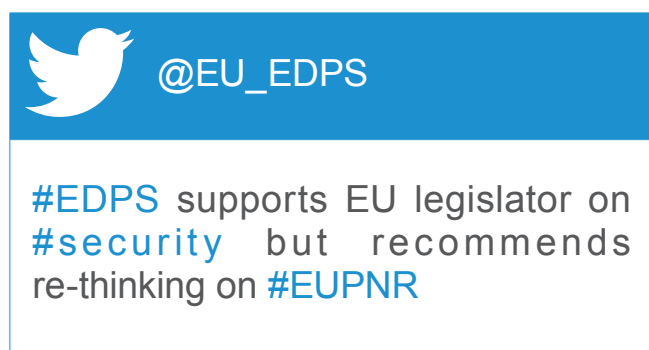 @EU_EDPS
#EDPS supports EU legislator on
#security but recommends
re-thinking on #EUPNR